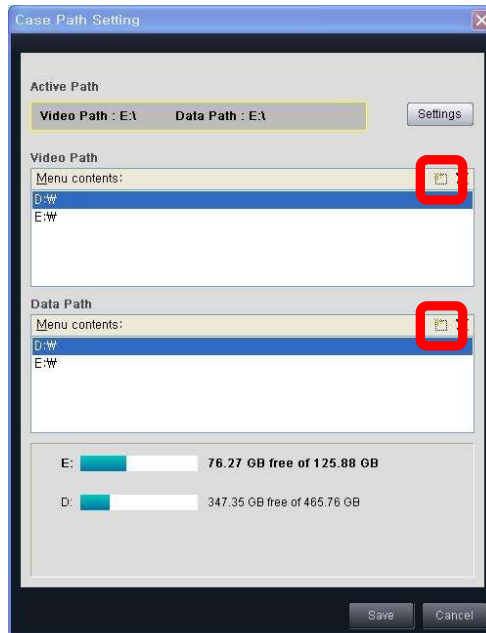 Case Path Setting
Active Path
Video Path : E:\ Data Path : E:\
Settings
Video Path
Menu contents:
D:₩
E:₩
Data Path
Menu contents:
D:₩
E:₩
E: 76.27 GB free of 125.88 GB
D: 347.35 GB free of 465.76 GB
Save Cancel